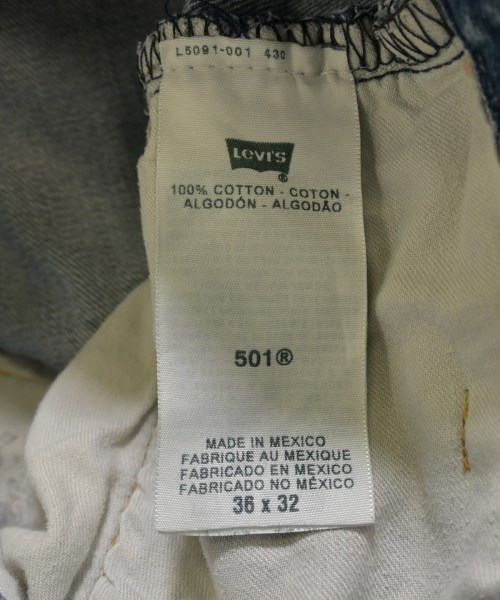 L5091-001 430
Levi's
®
100% COTTON - COTON -
ALGODÓN - ALGODÃO
501®
MADE IN MEXICO
FABRIQUE AU MEXIQUE
FABRICADO EN MEXICO
FABRICADO NO MÉXICO
36 x 32